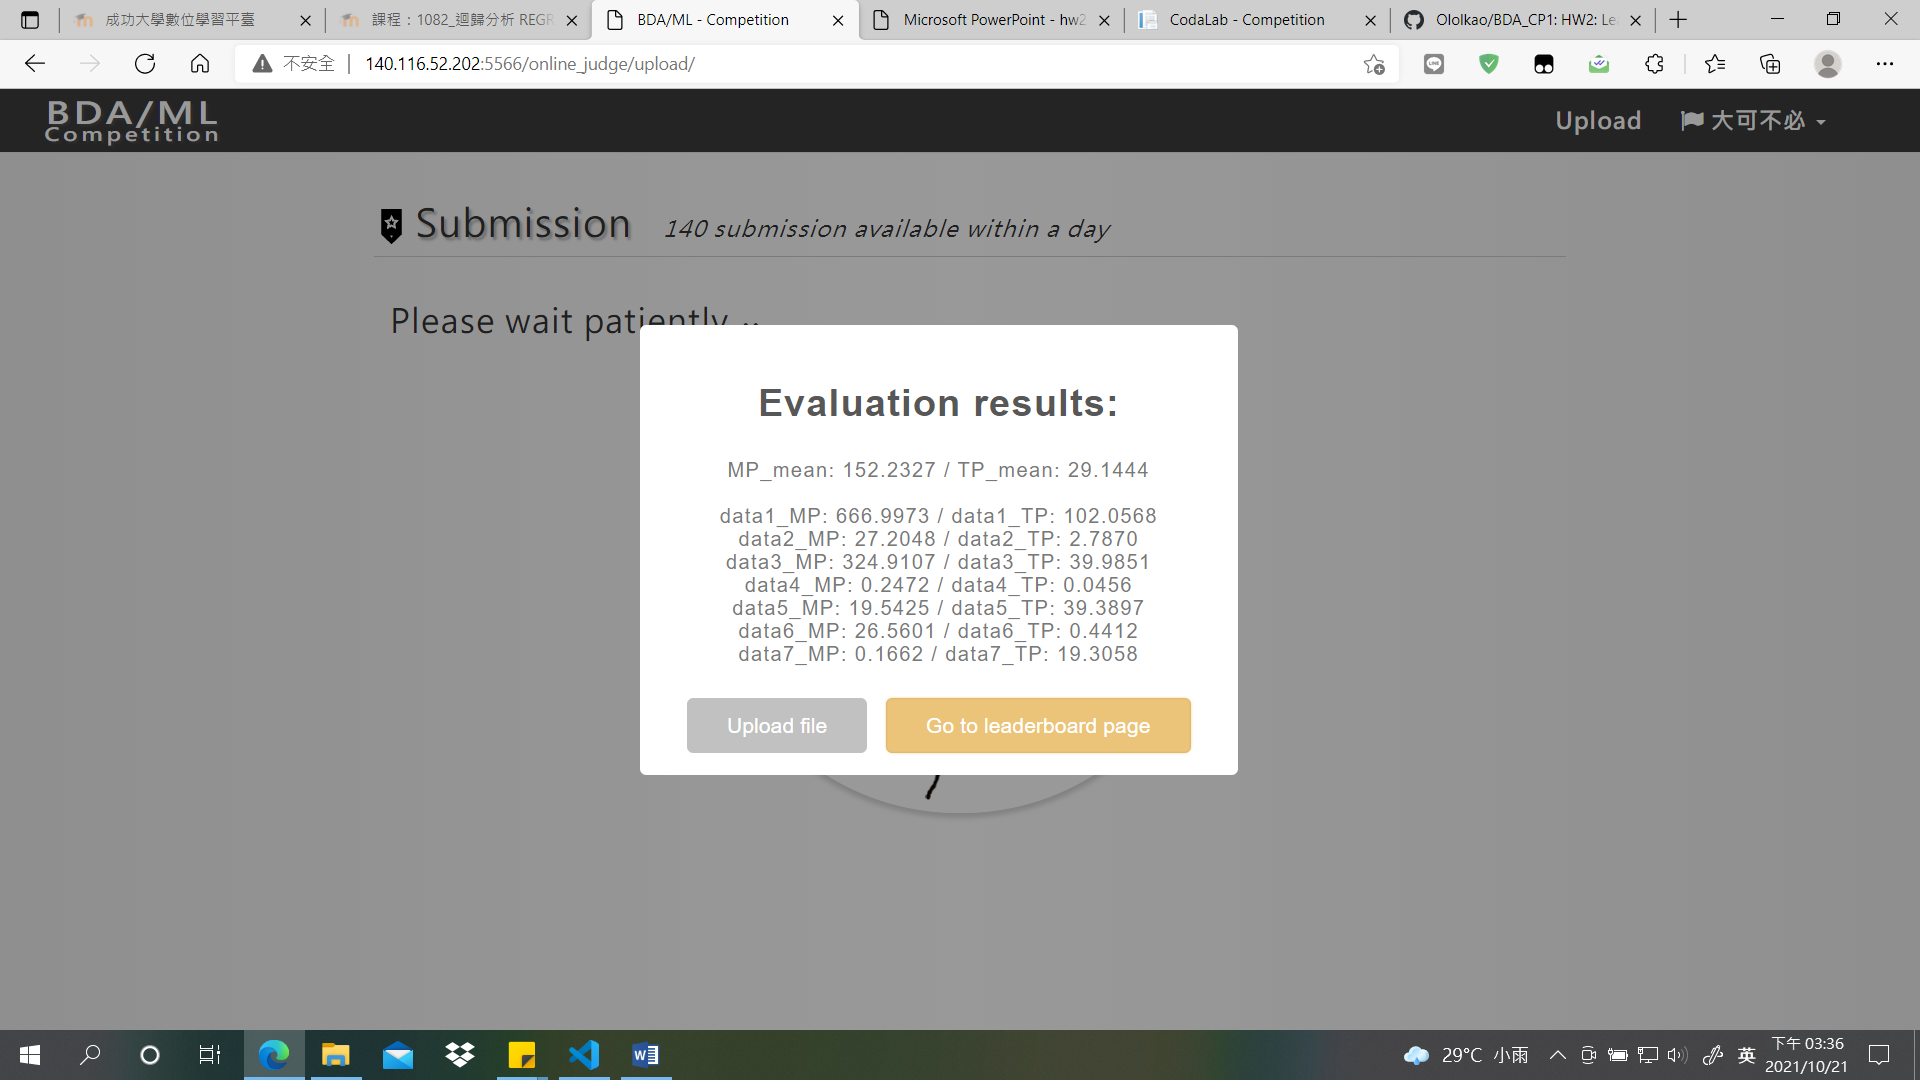 成功大學數位學習平臺
課程：1082_迴歸分析 REGR
BDA/ML - Competition
Microsoft PowerPoint - hw2
CodaLab - Competition
Ololkao/BDA_CP1: HW2: Le
不安全
140.116.52.202:5566/online_judge/upload/
BDA/ML
Competition
Upload
大可不必
Submission
140 submission available within a day
Please wait patiently ..
Evaluation results:
MP_mean: 152.2327 / TP_mean: 29.1444
data1_MP: 666.9973 / data1_TP: 102.0568
data2_MP: 27.2048 / data2_TP: 2.7870
data3_MP: 324.9107 / data3_TP: 39.9851
data4_MP: 0.2472 / data4_TP: 0.0456
data5_MP: 19.5425 / data5_TP: 39.3897
data6_MP: 26.5601 / data6_TP: 0.4412
data7_MP: 0.1662 / data7_TP: 19.3058
Upload file
Go to leaderboard page
29°C 小雨
英
下午 03:36
2021/10/21